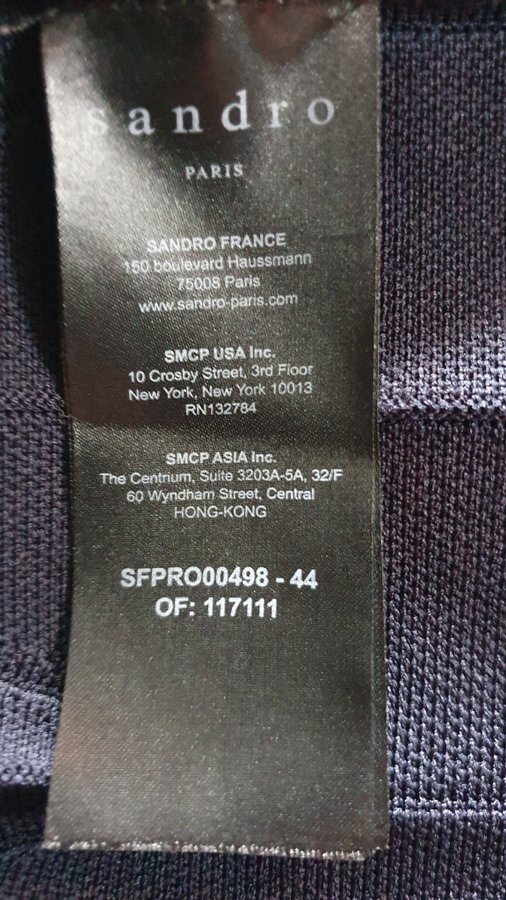 sandro
PARIS
SANDRO FRANCE
150 boulevard Haussmann
75008 Paris
www.sandro-paris.com
SMCP USA Inc.
10 Crosby Street, 3rd Floor
New York, New York 10013
RN132784
SMCP ASIA Inc.
The Centrium, Suite 3203A-5A, 32/F
60 Wyndham Street, Central
HONG-KONG
SFPRO00498 - 44
OF: 117111